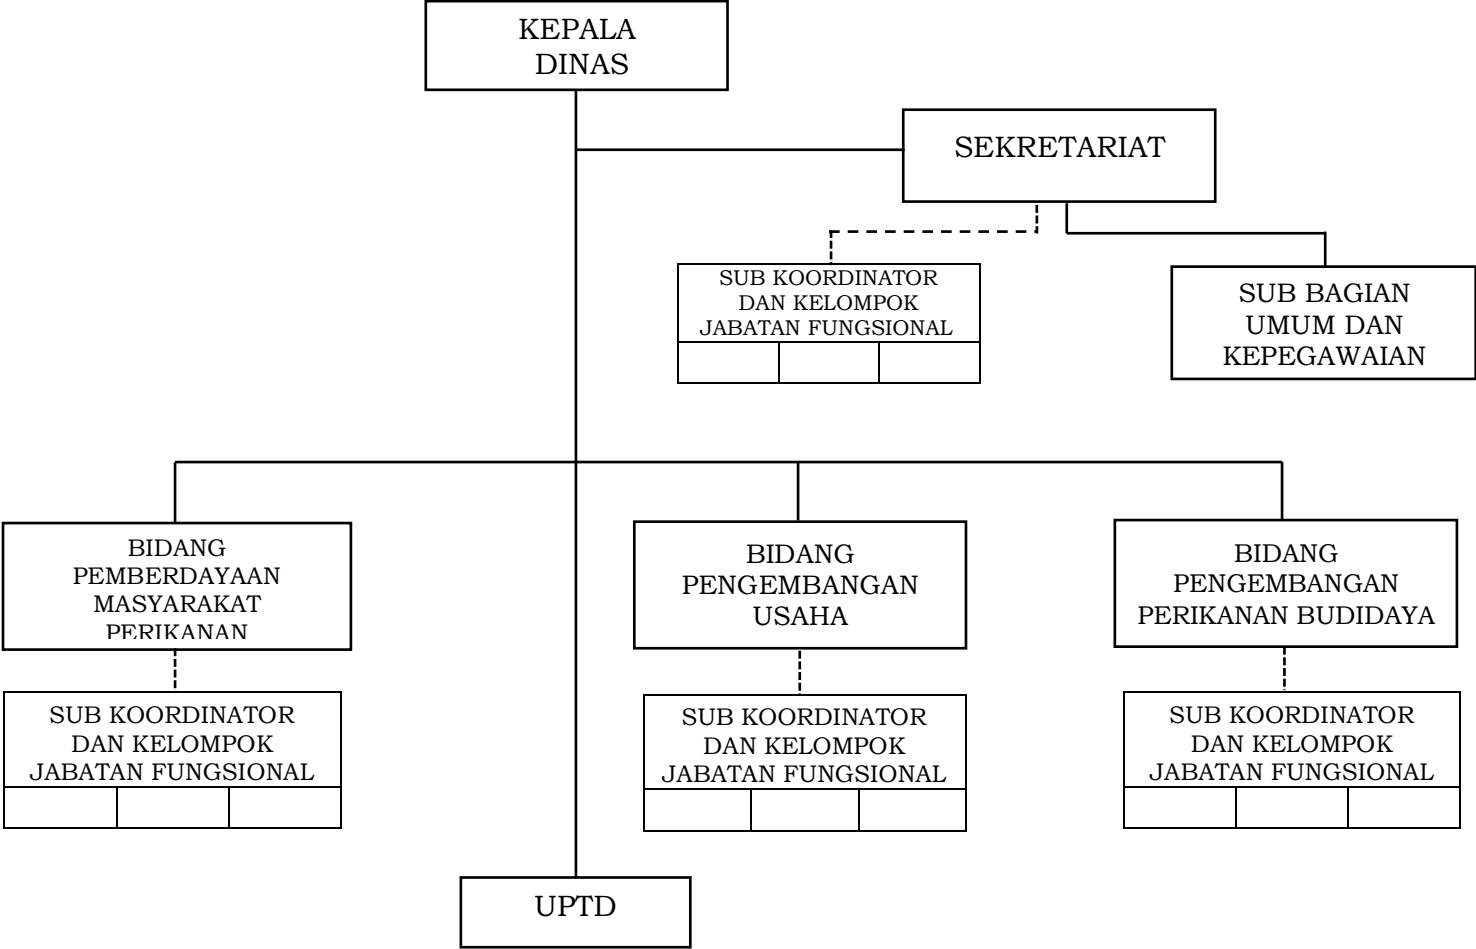 KEPALA
DINAS
SEKRETARIAT
SUB KOORDINATOR
DAN KELOMPOK
JABATAN FUNGSIONAL
SUB BAGIAN
UMUM DAN
KEPEGAWAIAN
BIDANG
PEMBERDAYAAN
MASYARAKAT
PERIKANAN
BIDANG
PENGEMBANGAN
USAHA
BIDANG
PENGEMBANGAN
PERIKANAN BUDIDAYA
SUB KOORDINATOR
DAN KELOMPOK
JABATAN FUNGSIONAL
SUB KOORDINATOR
DAN KELOMPOK
JABATAN FUNGSIONAL
SUB KOORDINATOR
DAN KELOMPOK
JABATAN FUNGSIONAL
UPTD